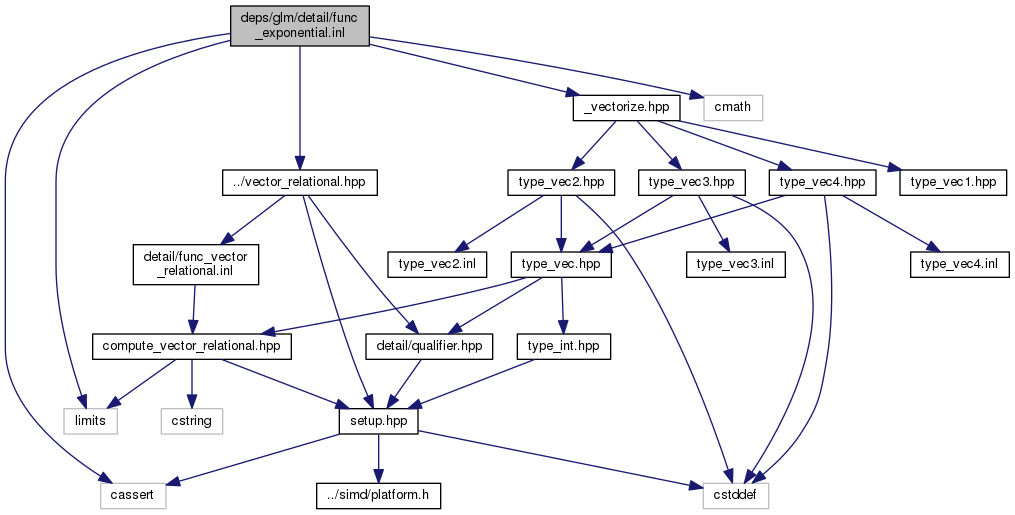 deps/glm/detail/func
_exponential.inl
_vectorize.hpp
cmath
../vector_relational.hpp
type_vec2.hpp
type_vec3.hpp
type_vec4.hpp
type_vec1.hpp
detail/func_vector
_relational.inl
type_vec2.inl
type_vec.hpp
type_vec3.inl
type_vec4.inl
compute_vector_relational.hpp
detail/qualifier.hpp
type_int.hpp
limits
cstring
setup.hpp
cassert
../simd/platform.h
cstddef